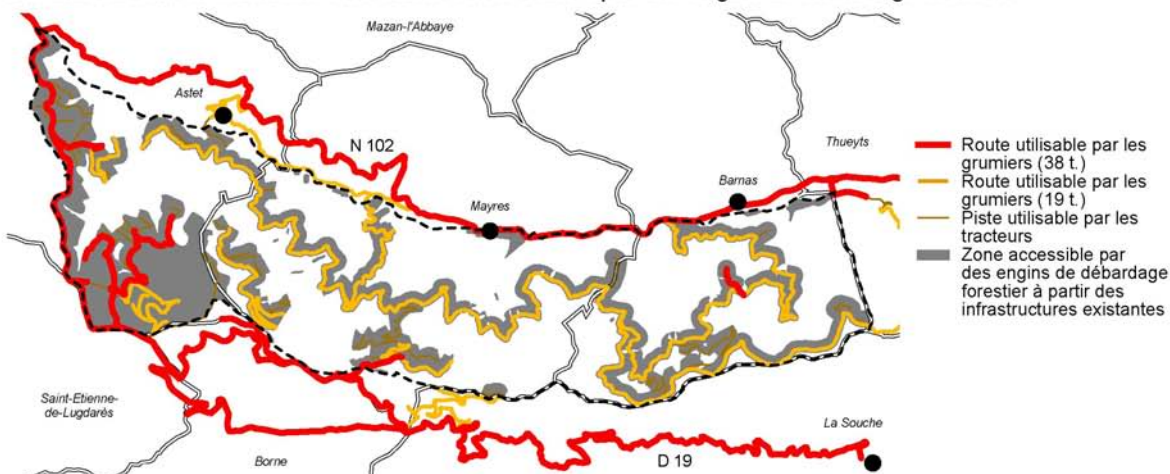 Mazan-l'Abbaye
Astet
N 102
Thueyts
Barnas
Mayres
Saint-Etienne-
de-Lugdarès
Borne
La Souche
D 19
Route utilisable par les
grumiers (38 t.)
Route utilisable par les
grumiers (19 t.)
Piste utilisable par les
tracteurs
Zone accessible par
des engins de débardage
forestier à partir des
infrastructures existantes